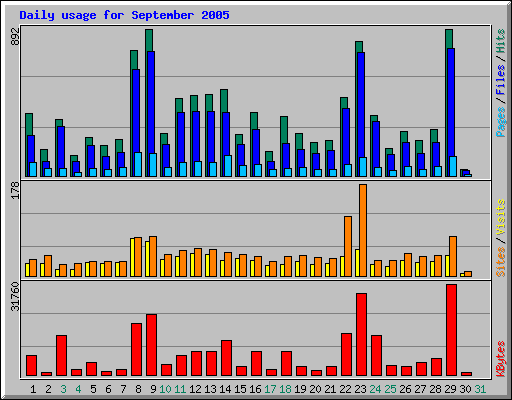 Daily usage for September 2005
892
Pages / Files / Hits
178
Sites / Visits
31760
KBytes
1 2 3 4 5 6 7 8 9 10 11 12 13 14 15 16 17 18 19 20 21 22 23 24 25 26 27 28 29 30 31